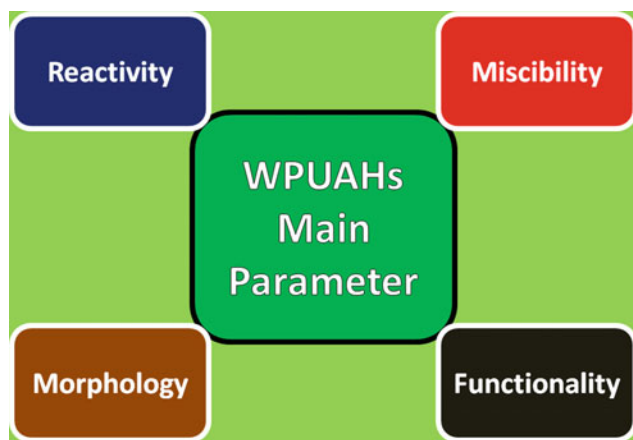 Reactivity
Miscibility
WPUAHs
Main
Parameter
Morphology
Functionality